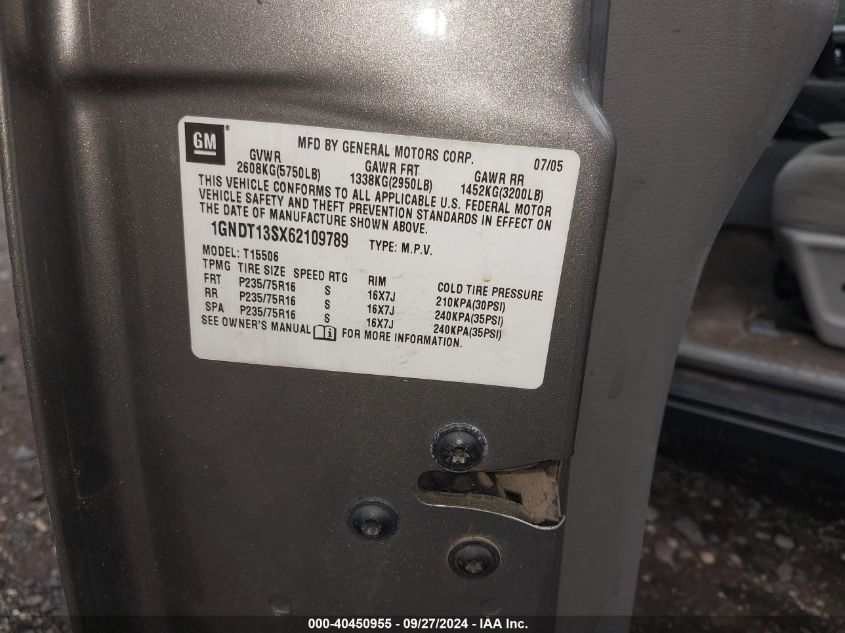 GM
MFD BY GENERAL MOTORS CORP. 07/05
GVWR GAWR FRT GAWR RR
2608KG(5750LB) 1338KG(2950LB) 1452KG(3200LB)
THIS VEHICLE CONFORMS TO ALL APPLICABLE U.S. FEDERAL MOTOR
VEHICLE SAFETY AND THEFT PREVENTION STANDARDS IN EFFECT ON
THE DATE OF MANUFACTURE SHOWN ABOVE.
1GNDT13SX62109789 TYPE: M.P.V.
MODEL: T15506
TPMG TIRE SIZE SPEED RTG RIM COLD TIRE PRESSURE
FRT P235/75R16 S 16X7J 210KPA(30PSI)
RR P235/75R16 S 16X7J 240KPA(35PSI)
SPA P235/75R16 S 16X7J 240KPA(35PSI)
SEE OWNER'S MANUAL i FOR MORE INFORMATION.
000-40450955 - 09/27/2024 - IAAI.com - Copyright 2024 - IAA, Inc.